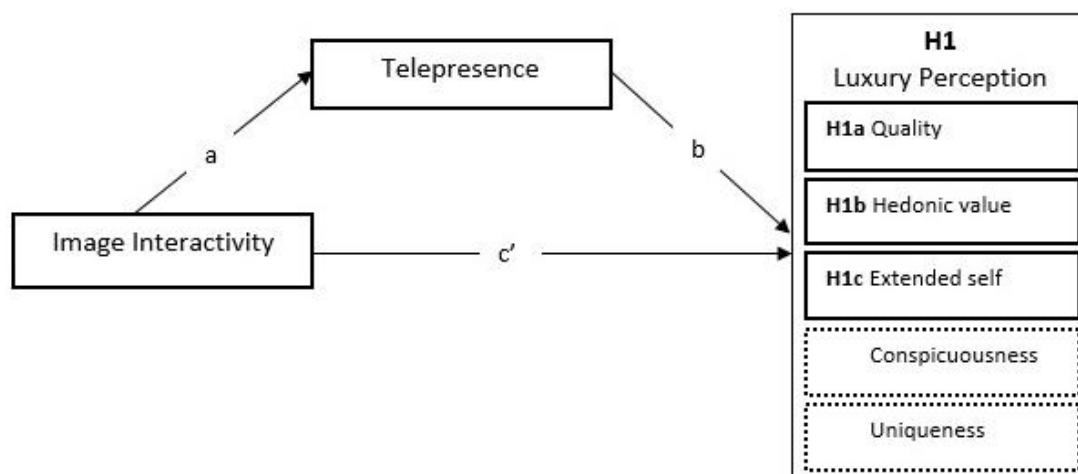 Telepresence
a
b
Image Interactivity
c’
H1
Luxury Perception
H1a Quality
H1b Hedonic value
H1c Extended self
Conspicuousness
Uniqueness